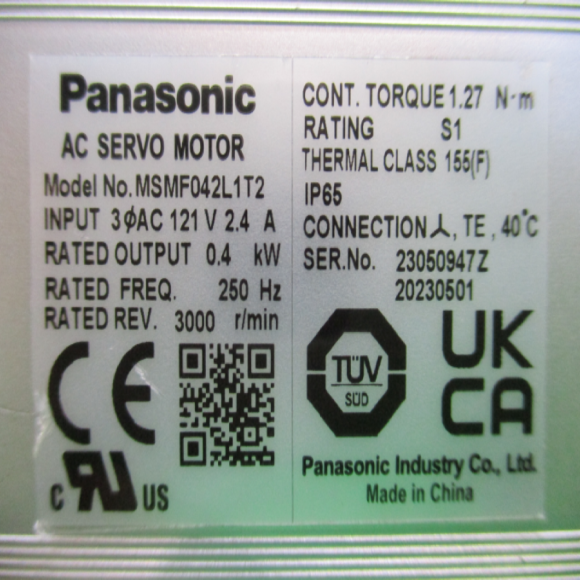 Panasonic
AC SERVO MOTOR
Model No. MSMF042L1T2
INPUT 3φAC 121 V 2.4 A
RATED OUTPUT 0.4 kW
RATED FREQ. 250 Hz
RATED REV. 3000 r/min
CE
C RU US
CONT. TORQUE 1.27 N·m
RATING S1
THERMAL CLASS 155(F)
IP65
CONNECTION⅄, TE, 40°C
SER.No. 23050947Z
20230501
TÜV
SÜD
UK
CA
Panasonic Industry Co., Ltd.
Made in China